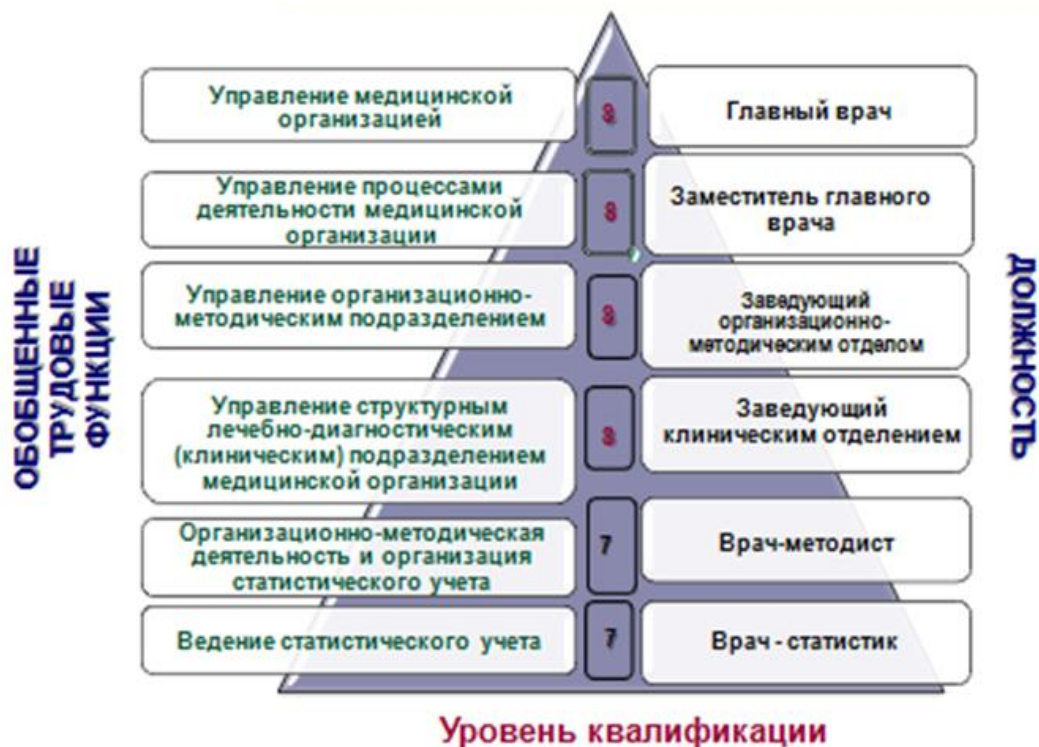 Управление медицинской
организацией
8
Главный врач
Управление процессами
деятельности медицинской
организации
8
Заместитель главного
врача
ОБОБЩЕННЫЕ
ТРУДОВЫЕ
ФУНКЦИИ
Управление организационно-
методическим подразделением
8
Заведующий
организационно-
методическим отделом
ДОЛЖНОСТЬ
Управление структурным
лечебно-диагностическим
(клиническим) подразделением
медицинской организации
8
Заведующий
клиническим отделением
Организационно-методическая
деятельность и организация
статистического учета
7
Врач-методист
Ведение статистического учета
7
Врач - статистик
Уровень квалификации